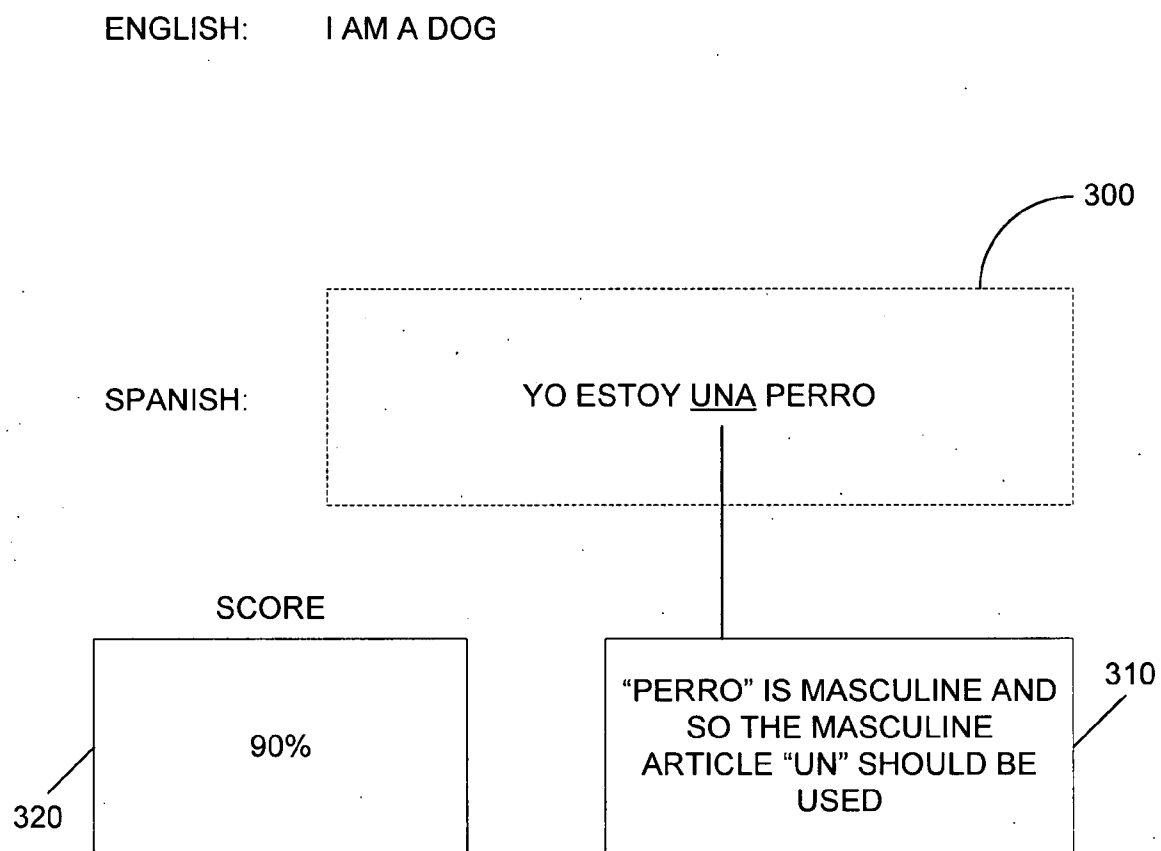 ENGLISH: I AM A DOG
300
SPANISH: YO ESTOY UNA PERRO
SCORE
90%
320
“PERRO” IS MASCULINE AND
SO THE MASCULINE
ARTICLE “UN” SHOULD BE
USED
310